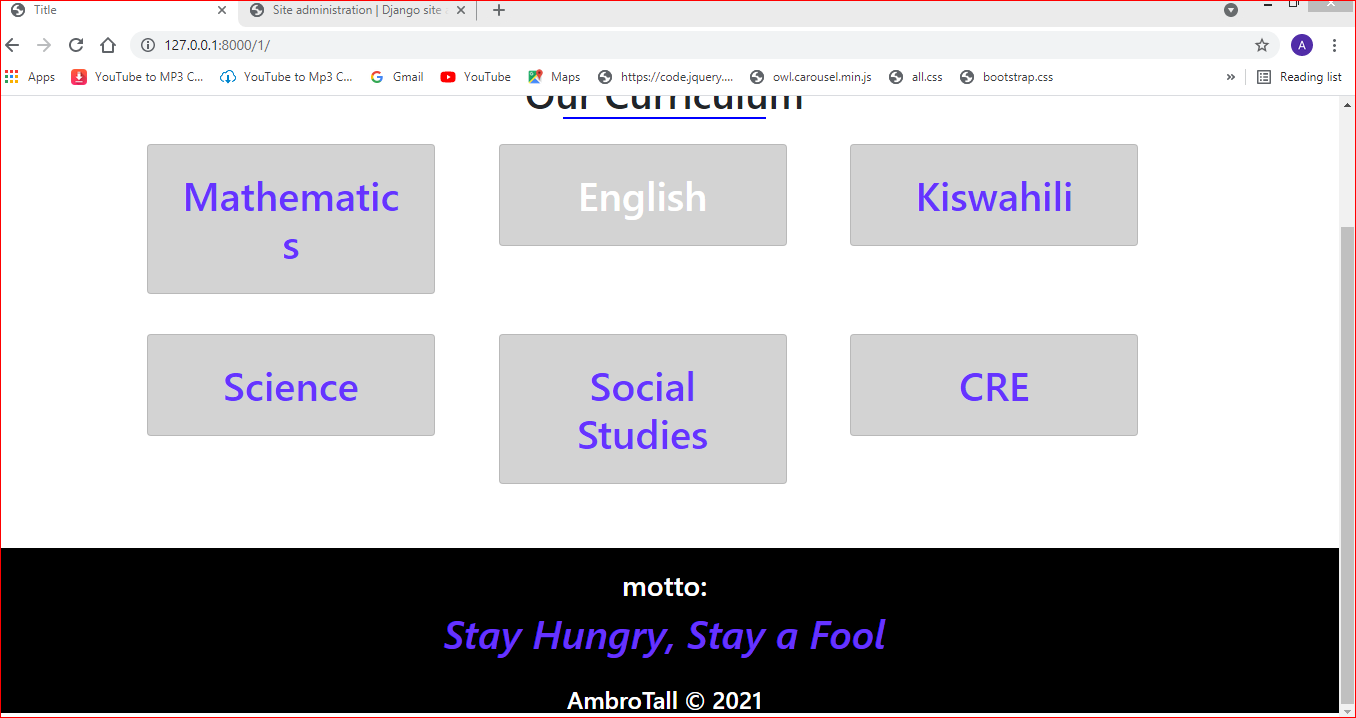 Title
Site administration | Django site a
127.0.0.1:8000/1/
A
Apps
YouTube to MP3 C...
YouTube to Mp3 C...
Gmail
YouTube
Maps
https://code.jquery....
owl.carousel.min.js
all.css
bootstrap.css
»
Reading list
Our Curriculum
Mathematic
s
English
Kiswahili
Science
Social
Studies
CRE
motto:
Stay Hungry, Stay a Fool
AmbroTall © 2021